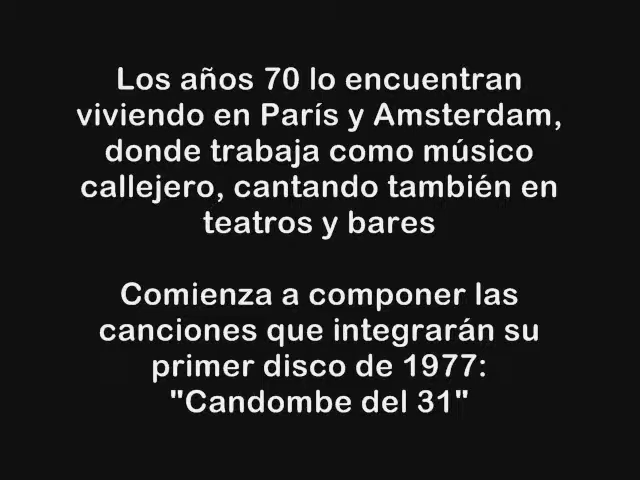 Los años 70 lo encuentran
viviendo en París y Amsterdam,
donde trabaja como músico
callejero, cantando también en
teatros y bares
Comienza a componer las
canciones que integrarán su
primer disco de 1977:
"Candombe del 31"